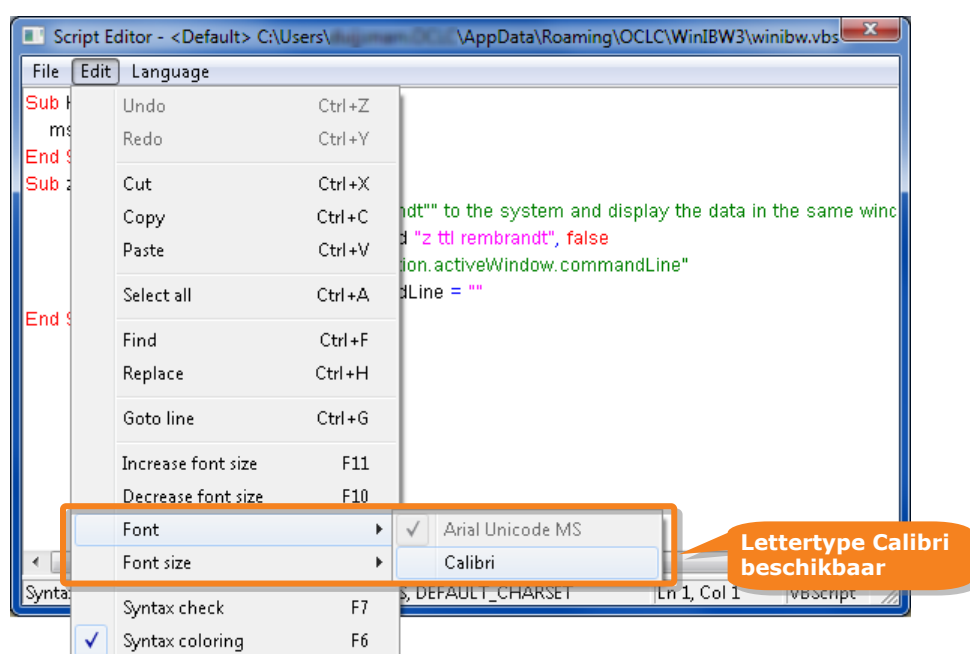 Script Editor - <Default> C:\Users\ \AppData\Roaming\OCLC\WinIBW3\winibw.vbs
File Edit Language
Sub
ms
End
Sub
ndt"" to the system and display the data in the same winc
"z ttl rembrandt", false
tion.activeWindow.commandLine"
dLine = ""
End
Undo Ctrl+Z
Redo Ctrl+Y
Cut Ctrl+X
Copy Ctrl+C
Paste Ctrl+V
Select all Ctrl+A
Find Ctrl+F
Replace Ctrl+H
Goto line Ctrl+G
Increase font size F11
Decrease font size F10
Font Arial Unicode MS
Font size Calibri
Syntax check F7
Syntax coloring F6
Lettertype Calibri
beschikbaar
Synta S, DEFAULT_CHARSET Ln 1, Col 1 VBScript